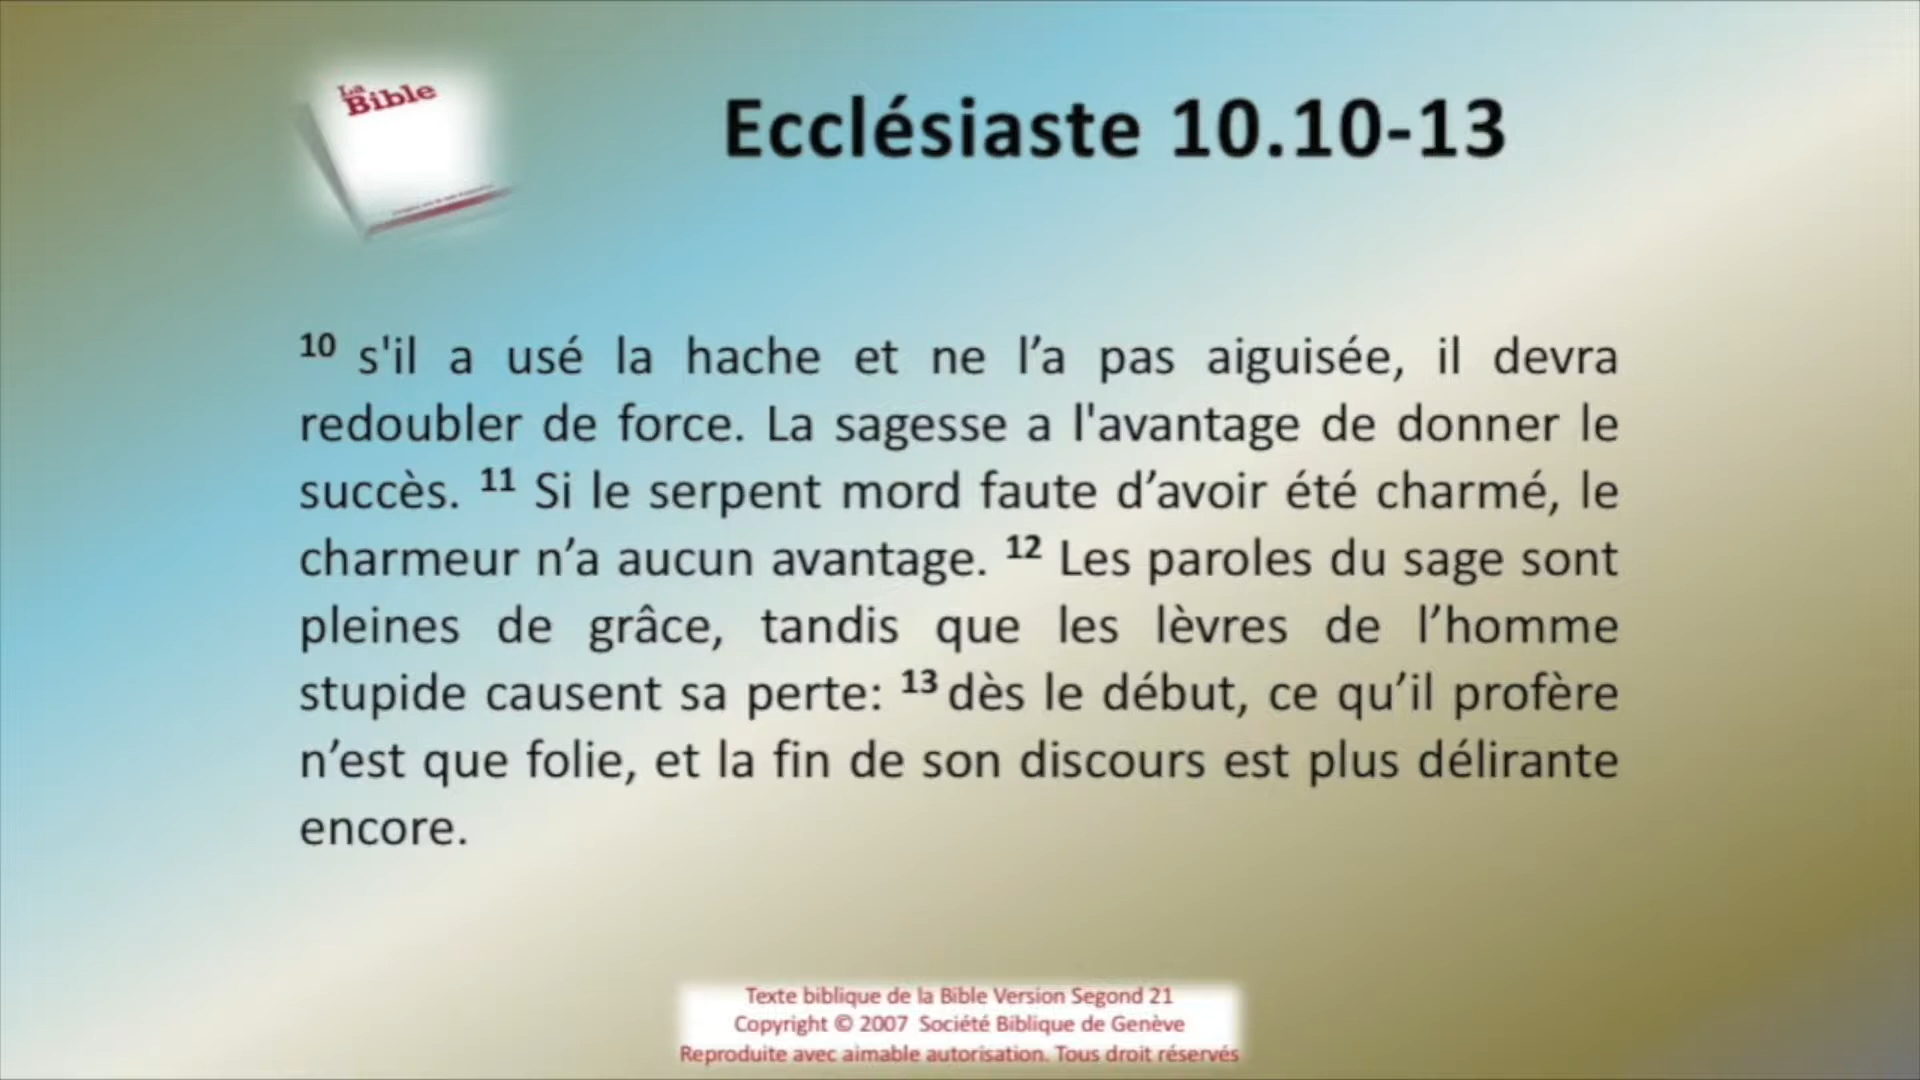 La
Bible
Ecclésiaste 10.10-13
10 s'il a usé la hache et ne l’a pas aiguisée, il devra
redoubler de force. La sagesse a l'avantage de donner le
succès. 11 Si le serpent mord faute d’avoir été charmé, le
charmeur n’a aucun avantage. 12 Les paroles du sage sont
pleines de grâce, tandis que les lèvres de l’homme
stupide causent sa perte: 13 dès le début, ce qu’il profère
n’est que folie, et la fin de son discours est plus délirante
encore.
Texte biblique de la Bible Version Segond 21
Copyright © 2007 Société Biblique de Genève
Reproduite avec aimable autorisation. Tous droit réservés